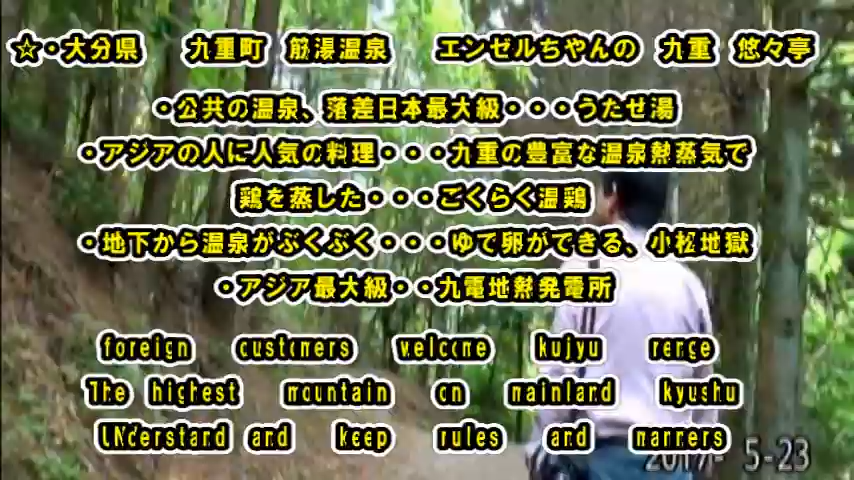 ☆・大分県 九重町 筋湯温泉 エンゼルちやんの 九重 悠々亭
・公共の温泉、落差日本最大級・・・うたせ湯
・アジアの人に人気の料理・・・九重の豊富な温泉熱蒸気で
鶏を蒸した・・・ごくらく温鶏
・地下から温泉がぶくぶく・・・ゆで卵ができる、小松地獄
・アジア最大級・・九電地熱発電所
foreign customers welcome kujyu renge
The highest mountain on mainland kyushu
UNderstand and keep rules and manners
5-23